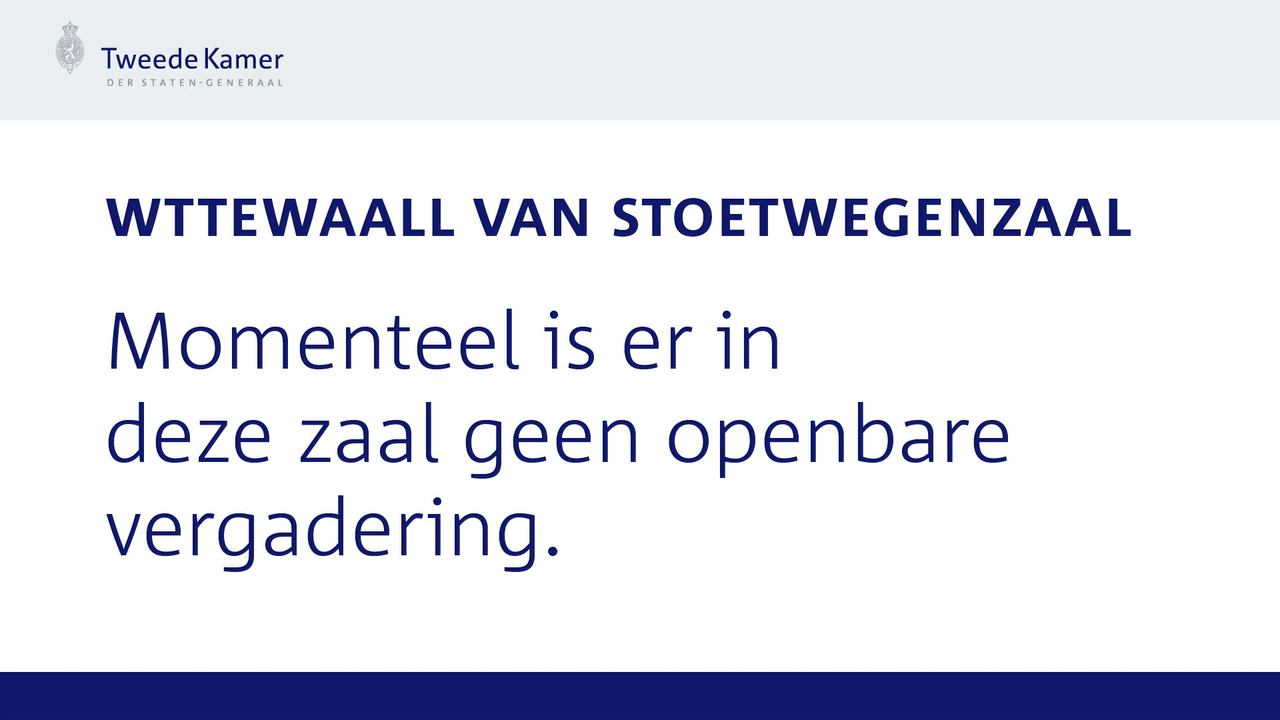 Tweede Kamer
DER STATEN-GENERAAL
WTTEWAALL VAN STOETWEGENZAAL
Momenteel is er in
deze zaal geen openbare
vergadering.